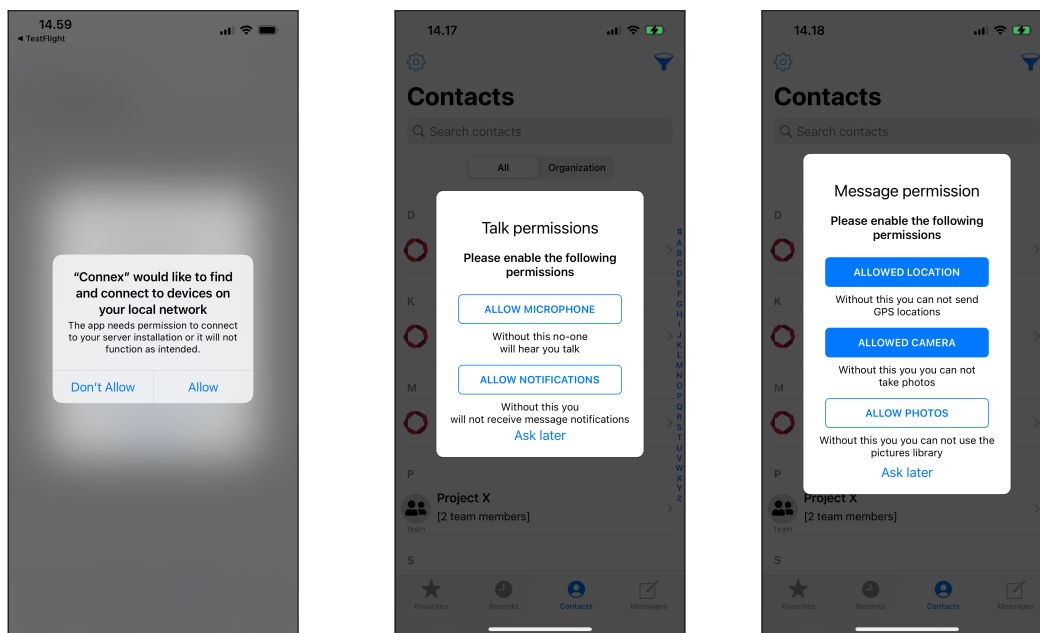 14.59
◄ TestFlight
“Connex” would like to find
and connect to devices on
your local network
The app needs permission to connect
to your server installation or it will not
function as intended.
Don't Allow
Allow
14.17
Contacts
Search contacts
All
Organization
D
K
M
P
Project X
[2 team members]
Team
S
#
A
B
C
D
E
F
G
H
I
J
K
L
M
N
O
P
Q
R
S
T
U
V
W
X
Y
Z
Talk permissions
Please enable the following
permissions
ALLOW MICROPHONE
Without this no-one
will hear you talk
ALLOW NOTIFICATIONS
Without this you
will not receive message notifications
Ask later
Favorites
Recents
Contacts
Messages
14.18
Contacts
Search contacts
D
K
M
P
Project X
[2 team members]
Team
S
Message permission
Please enable the following
permissions
ALLOWED LOCATION
Without this you can not send
GPS locations
ALLOWED CAMERA
Without this you you can not
take photos
ALLOW PHOTOS
Without this you you can not use the
pictures library
Ask later
Favorites
Recents
Contacts
Messages